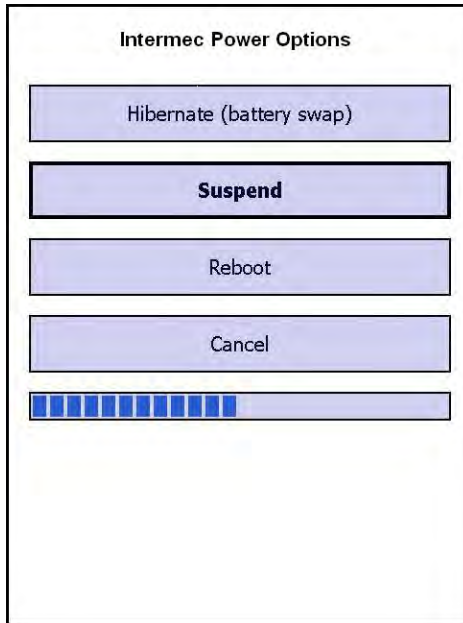 Intermec Power Options
Hibernate (battery swap)
Suspend
Reboot
Cancel